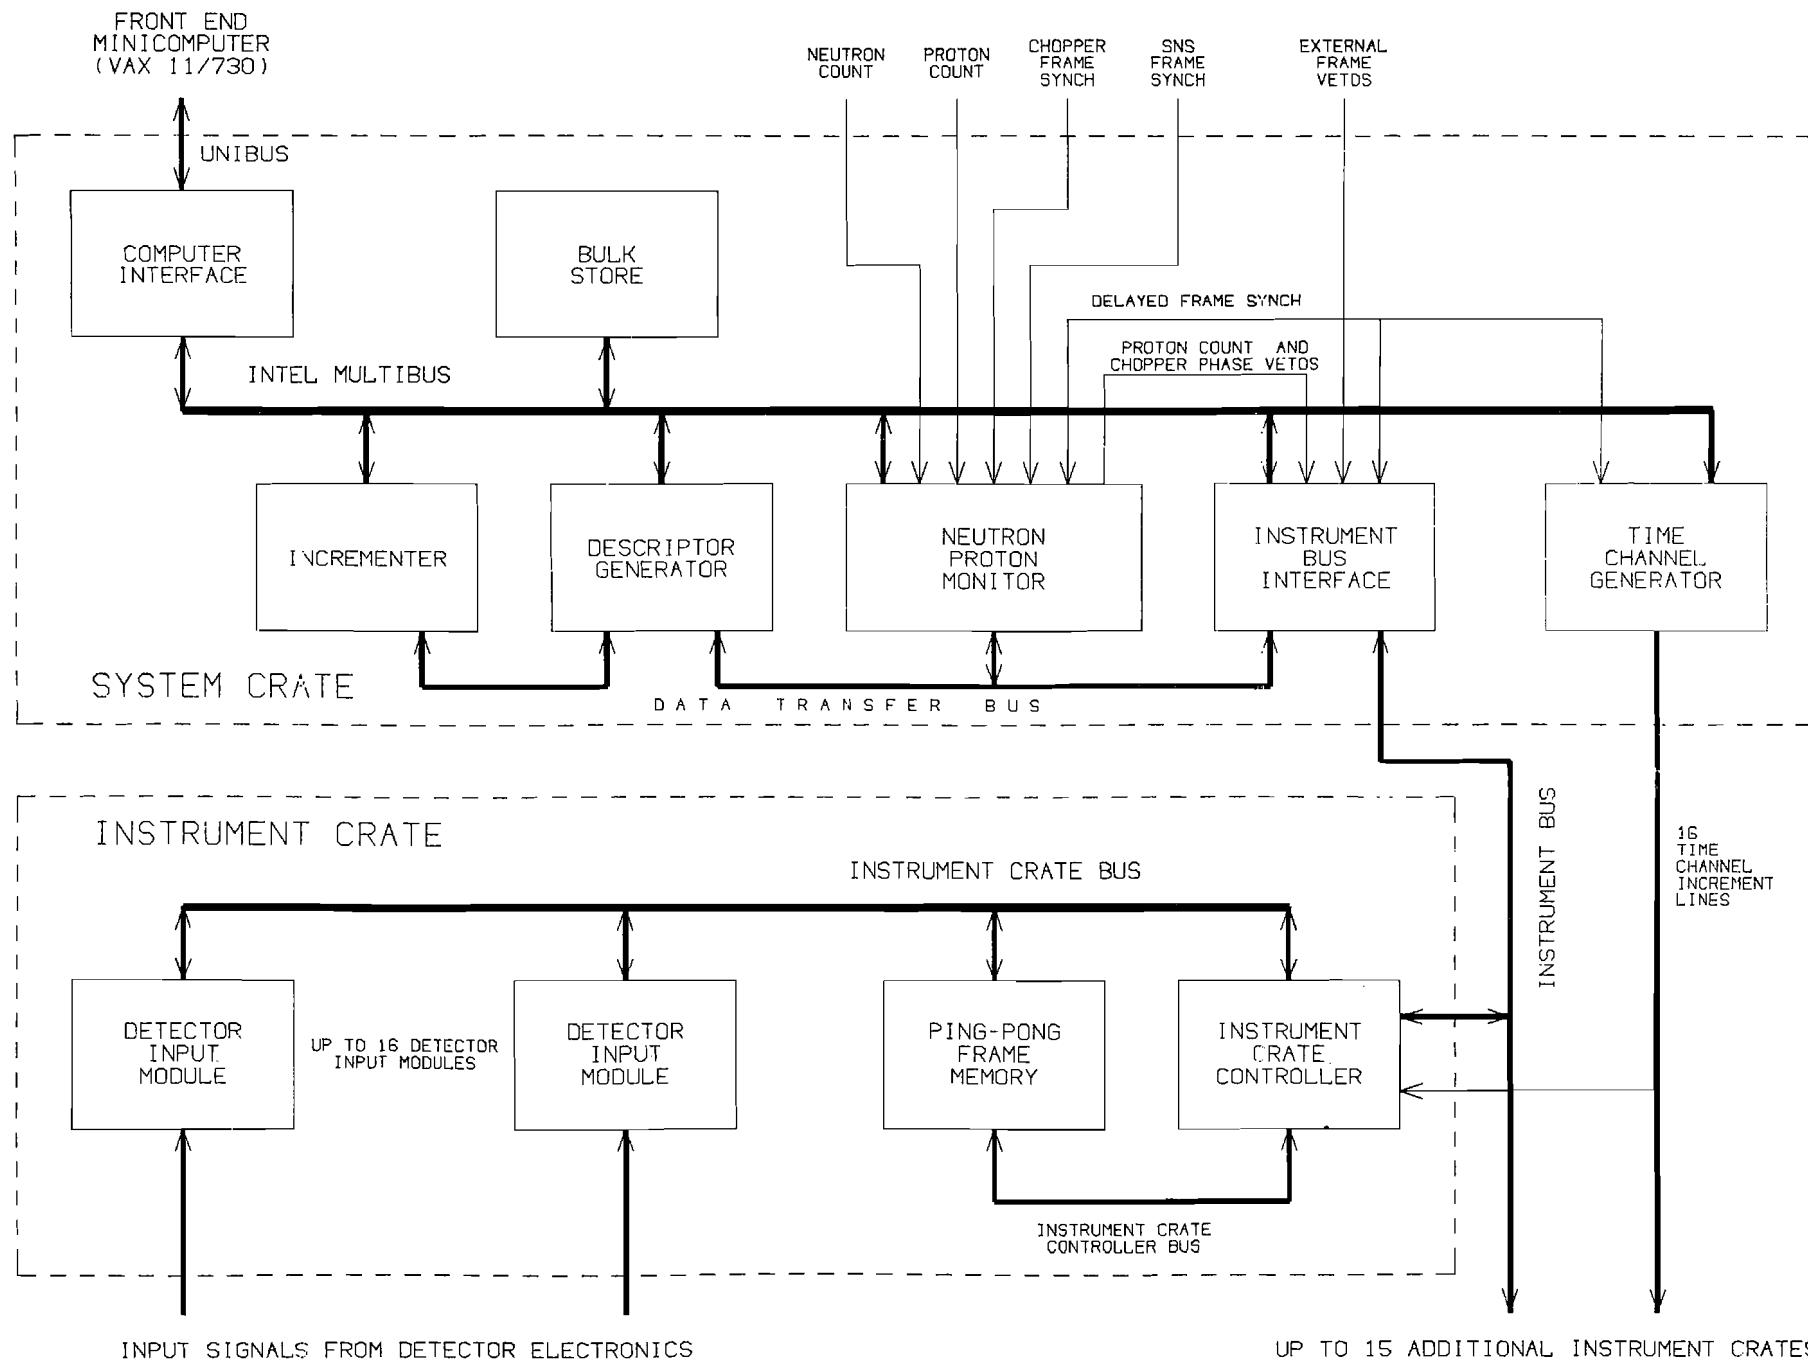 FRONT END
MINICOMPUTER
(VAX 11/730)
NEUTRON
COUNT
PROTON
COUNT
CHOPPER
FRAME
SYNCH
SNS
FRAME
SYNCH
EXTERNAL
FRAME
VETOS
UNIBUS
COMPUTER
INTERFACE
BULK
STORE
DELAYED FRAME SYNCH
PROTON COUNT AND
CHOPPER PHASE VETOS
INTEL MULTIBUS
INCREMENTER
DESCRIPTOR
GENERATOR
NEUTRON
PROTON
MONITOR
INSTRUMENT
BUS
INTERFACE
TIME
CHANNEL
GENERATOR
SYSTEM CRATE
DATA TRANSFER BUS
INSTRUMENT CRATE
INSTRUMENT CRATE BUS
INSTRUMENT BUS
16
TIME
CHANNEL
INCREMENT
LINES
DETECTOR
INPUT
MODULE
UP TO 16 DETECTOR
INPUT MODULES
DETECTOR
INPUT
MODULE
PING-PONG
FRAME
MEMORY
INSTRUMENT
CRATE
CONTROLLER
INSTRUMENT CRATE
CONTROLLER BUS
INPUT SIGNALS FROM DETECTOR ELECTRONICS
UP TO 15 ADDITIONAL INSTRUMENT CRATES